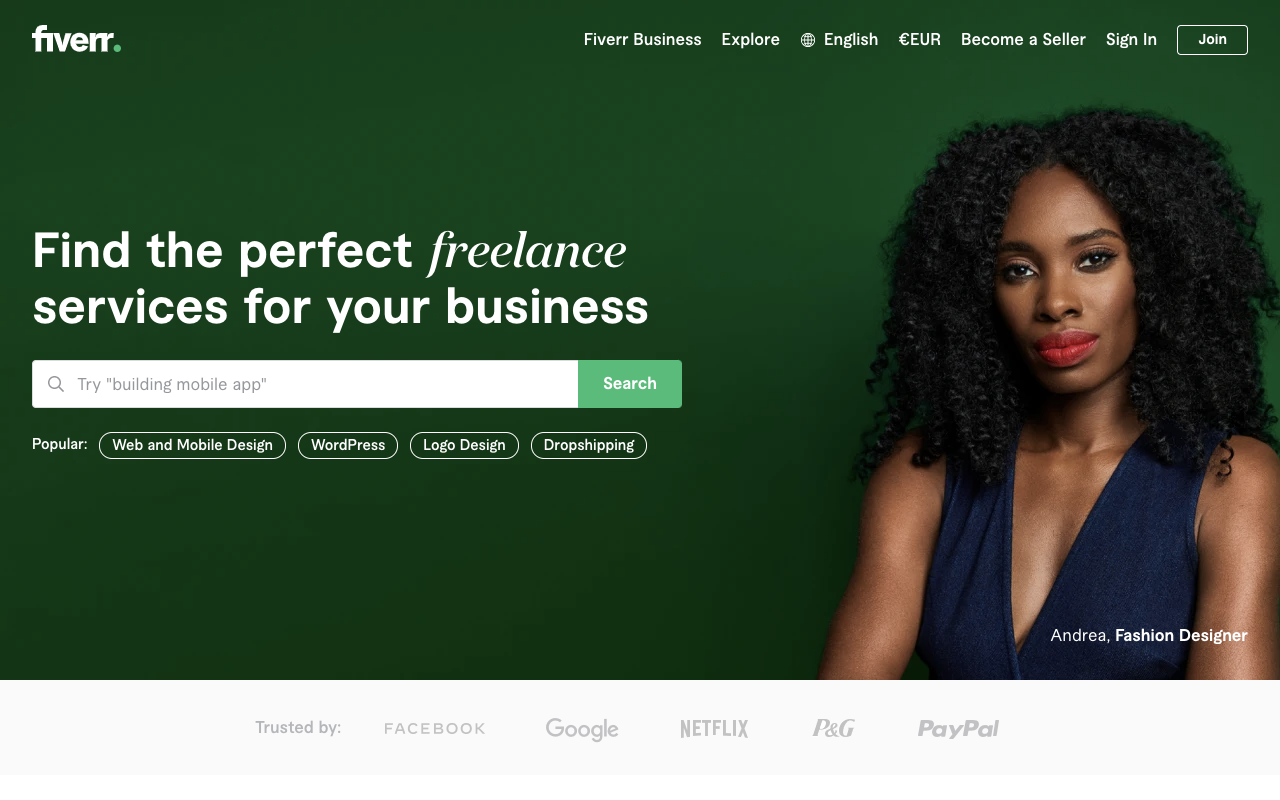 fiverr.
Fiverr Business Explore English €EUR Become a Seller Sign In Join
Find the perfect freelance
services for your business
Try "building mobile app" Search
Popular: Web and Mobile Design WordPress Logo Design Dropshipping
Andrea, Fashion Designer
Trusted by: FACEBOOK Google NETFLIX P&G PayPal